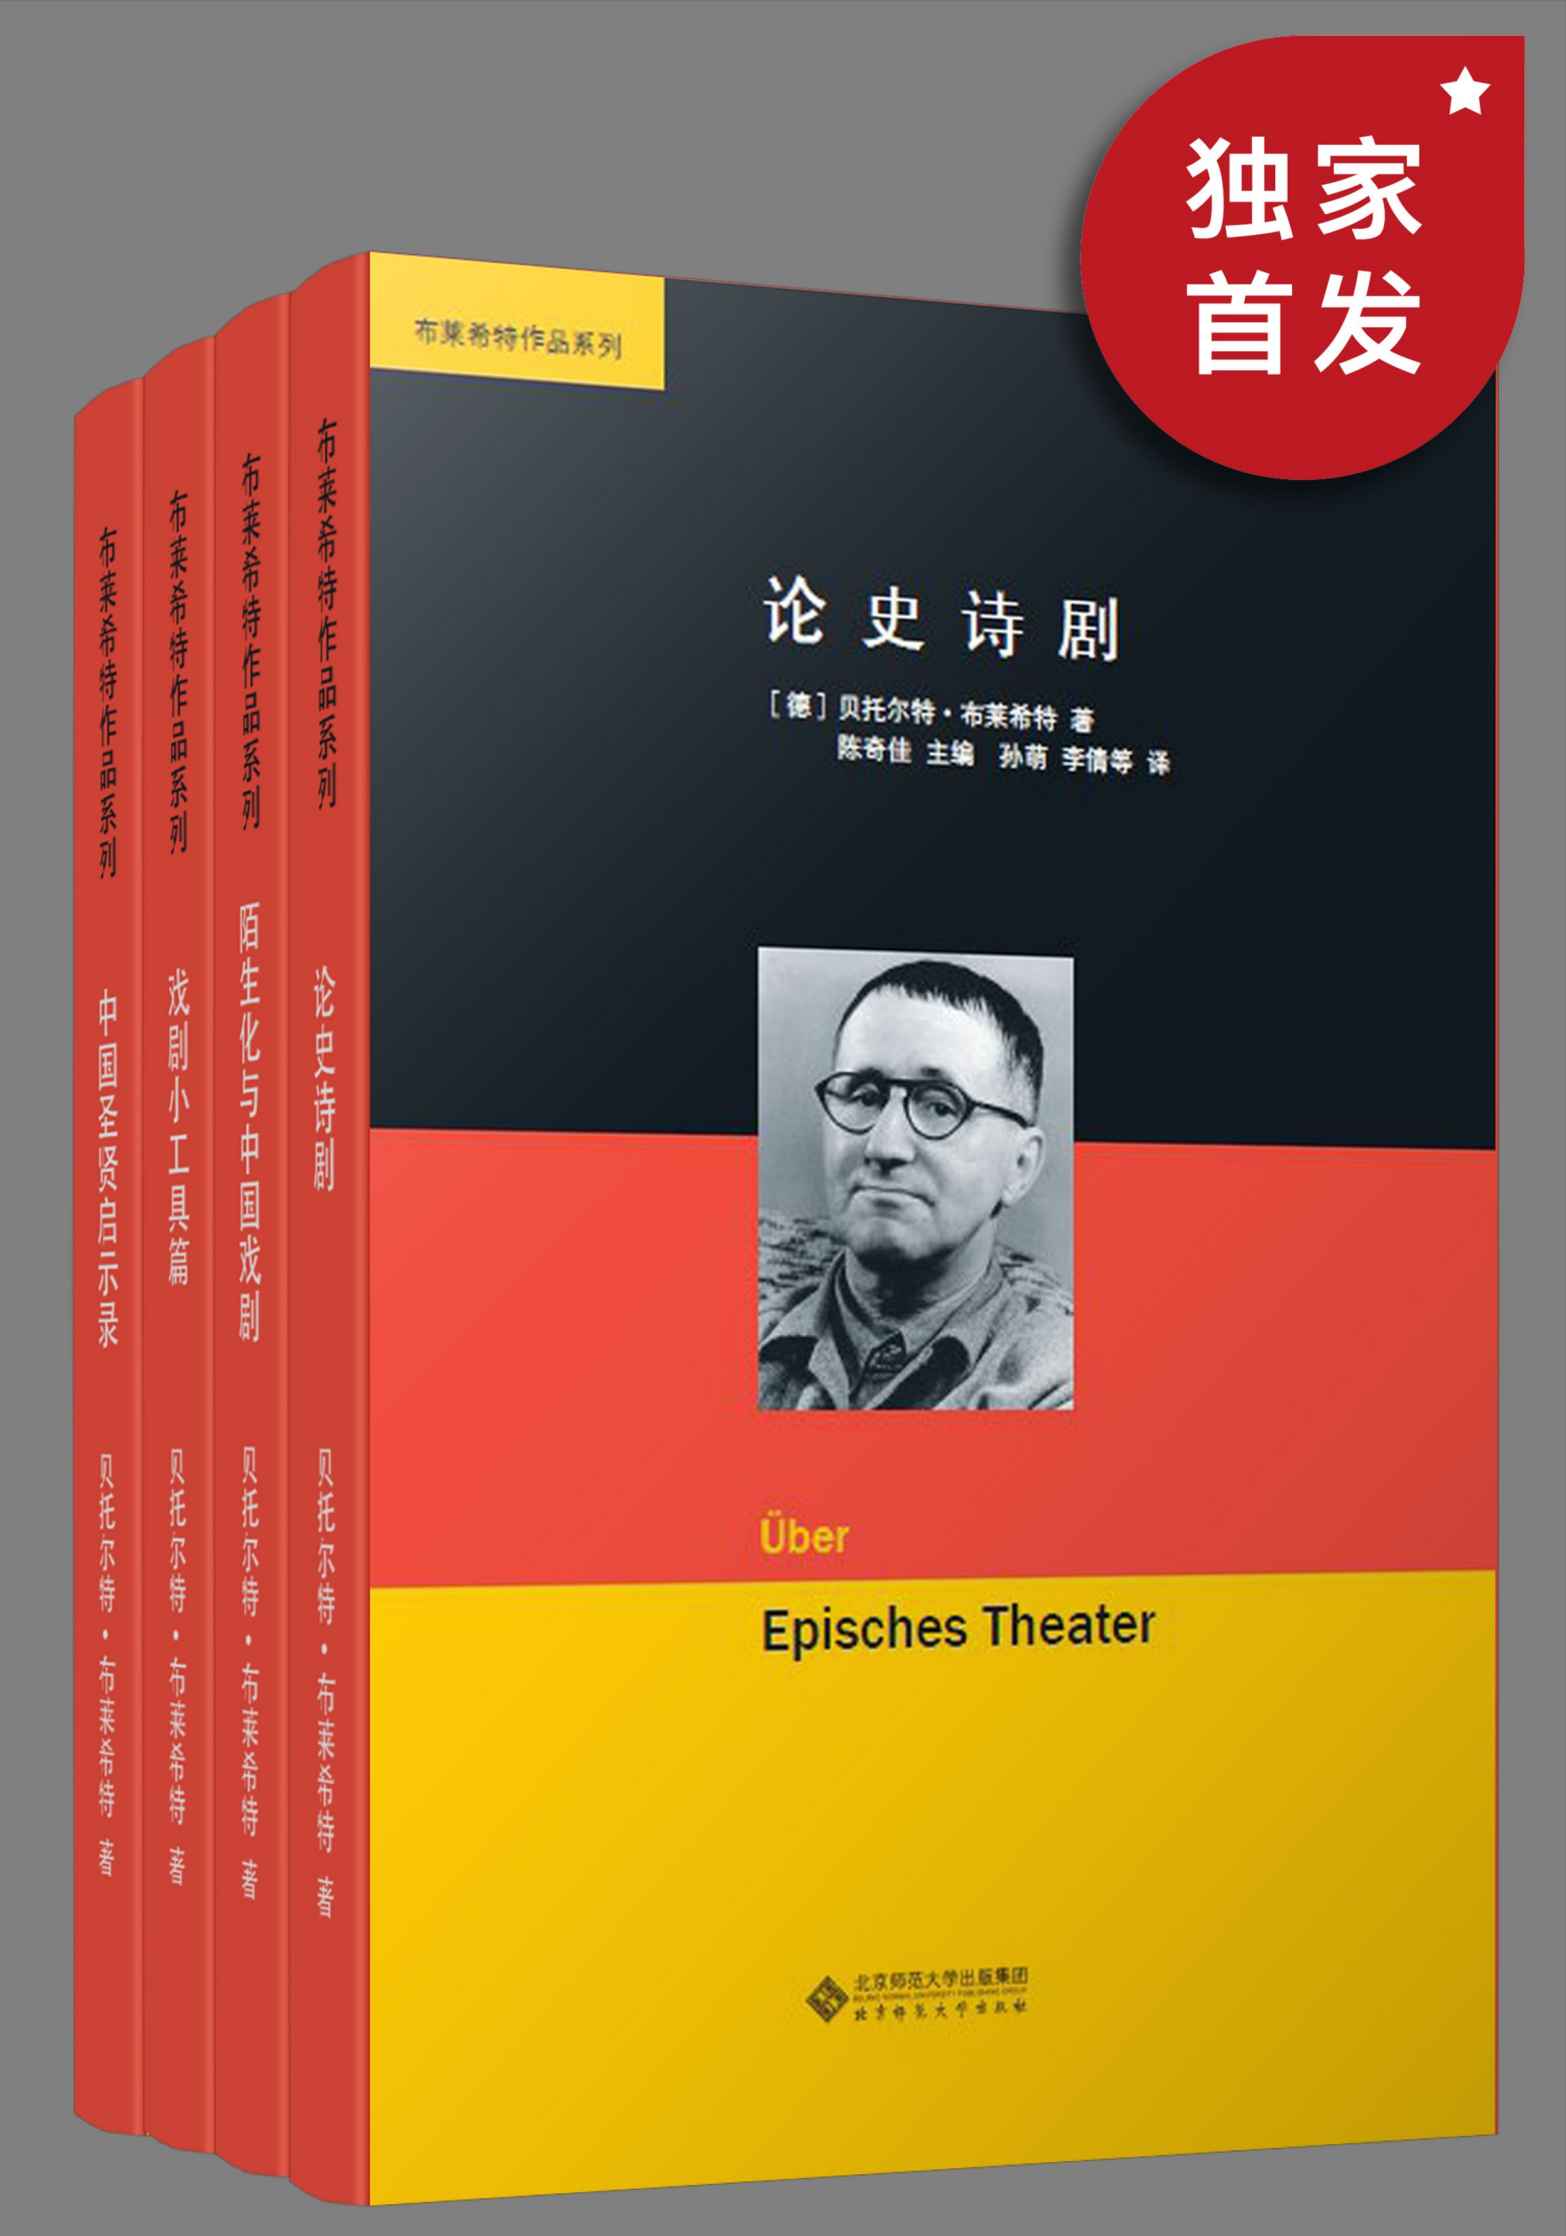 独家
首发
布莱希特作品系列
论史诗剧
[德]贝托尔特·布莱希特 著
陈奇佳 主编 孙萌 李倩等 译
Über
Episches Theater
北京师范大学出版集团
BEIJING NORMAL UNIVERSITY PUBLISHING GROUP
北京师范大学出版社
布莱希特作品系列 中国圣贤启示录 贝托尔特·布莱希特 著
布莱希特作品系列 戏剧小工具篇 贝托尔特·布莱希特 著
布莱希特作品系列 陌生化与中国戏剧 贝托尔特·布莱希特 著
布莱希特作品系列 论史诗剧 贝托尔特·布莱希特 著